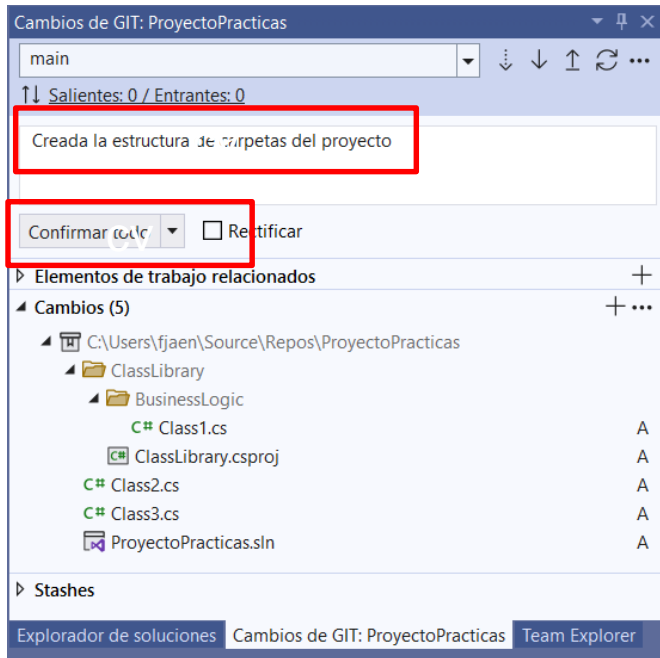 Cambios de GIT: ProyectoPracticas
main
Salientes: 0 / Entrantes: 0
Creada la estructura de carpetas del proyecto
Confirmar todo Rectificar
Elementos de trabajo relacionados
Cambios (5)
C:\Users\fjaen\Source\Repos\ProyectoPracticas
ClassLibrary
BusinessLogic
C# Class1.cs A
C# ClassLibrary.csproj A
C# Class2.cs A
C# Class3.cs A
ProyectoPracticas.sln A
Stashes
Explorador de soluciones Cambios de GIT: ProyectoPracticas Team Explorer